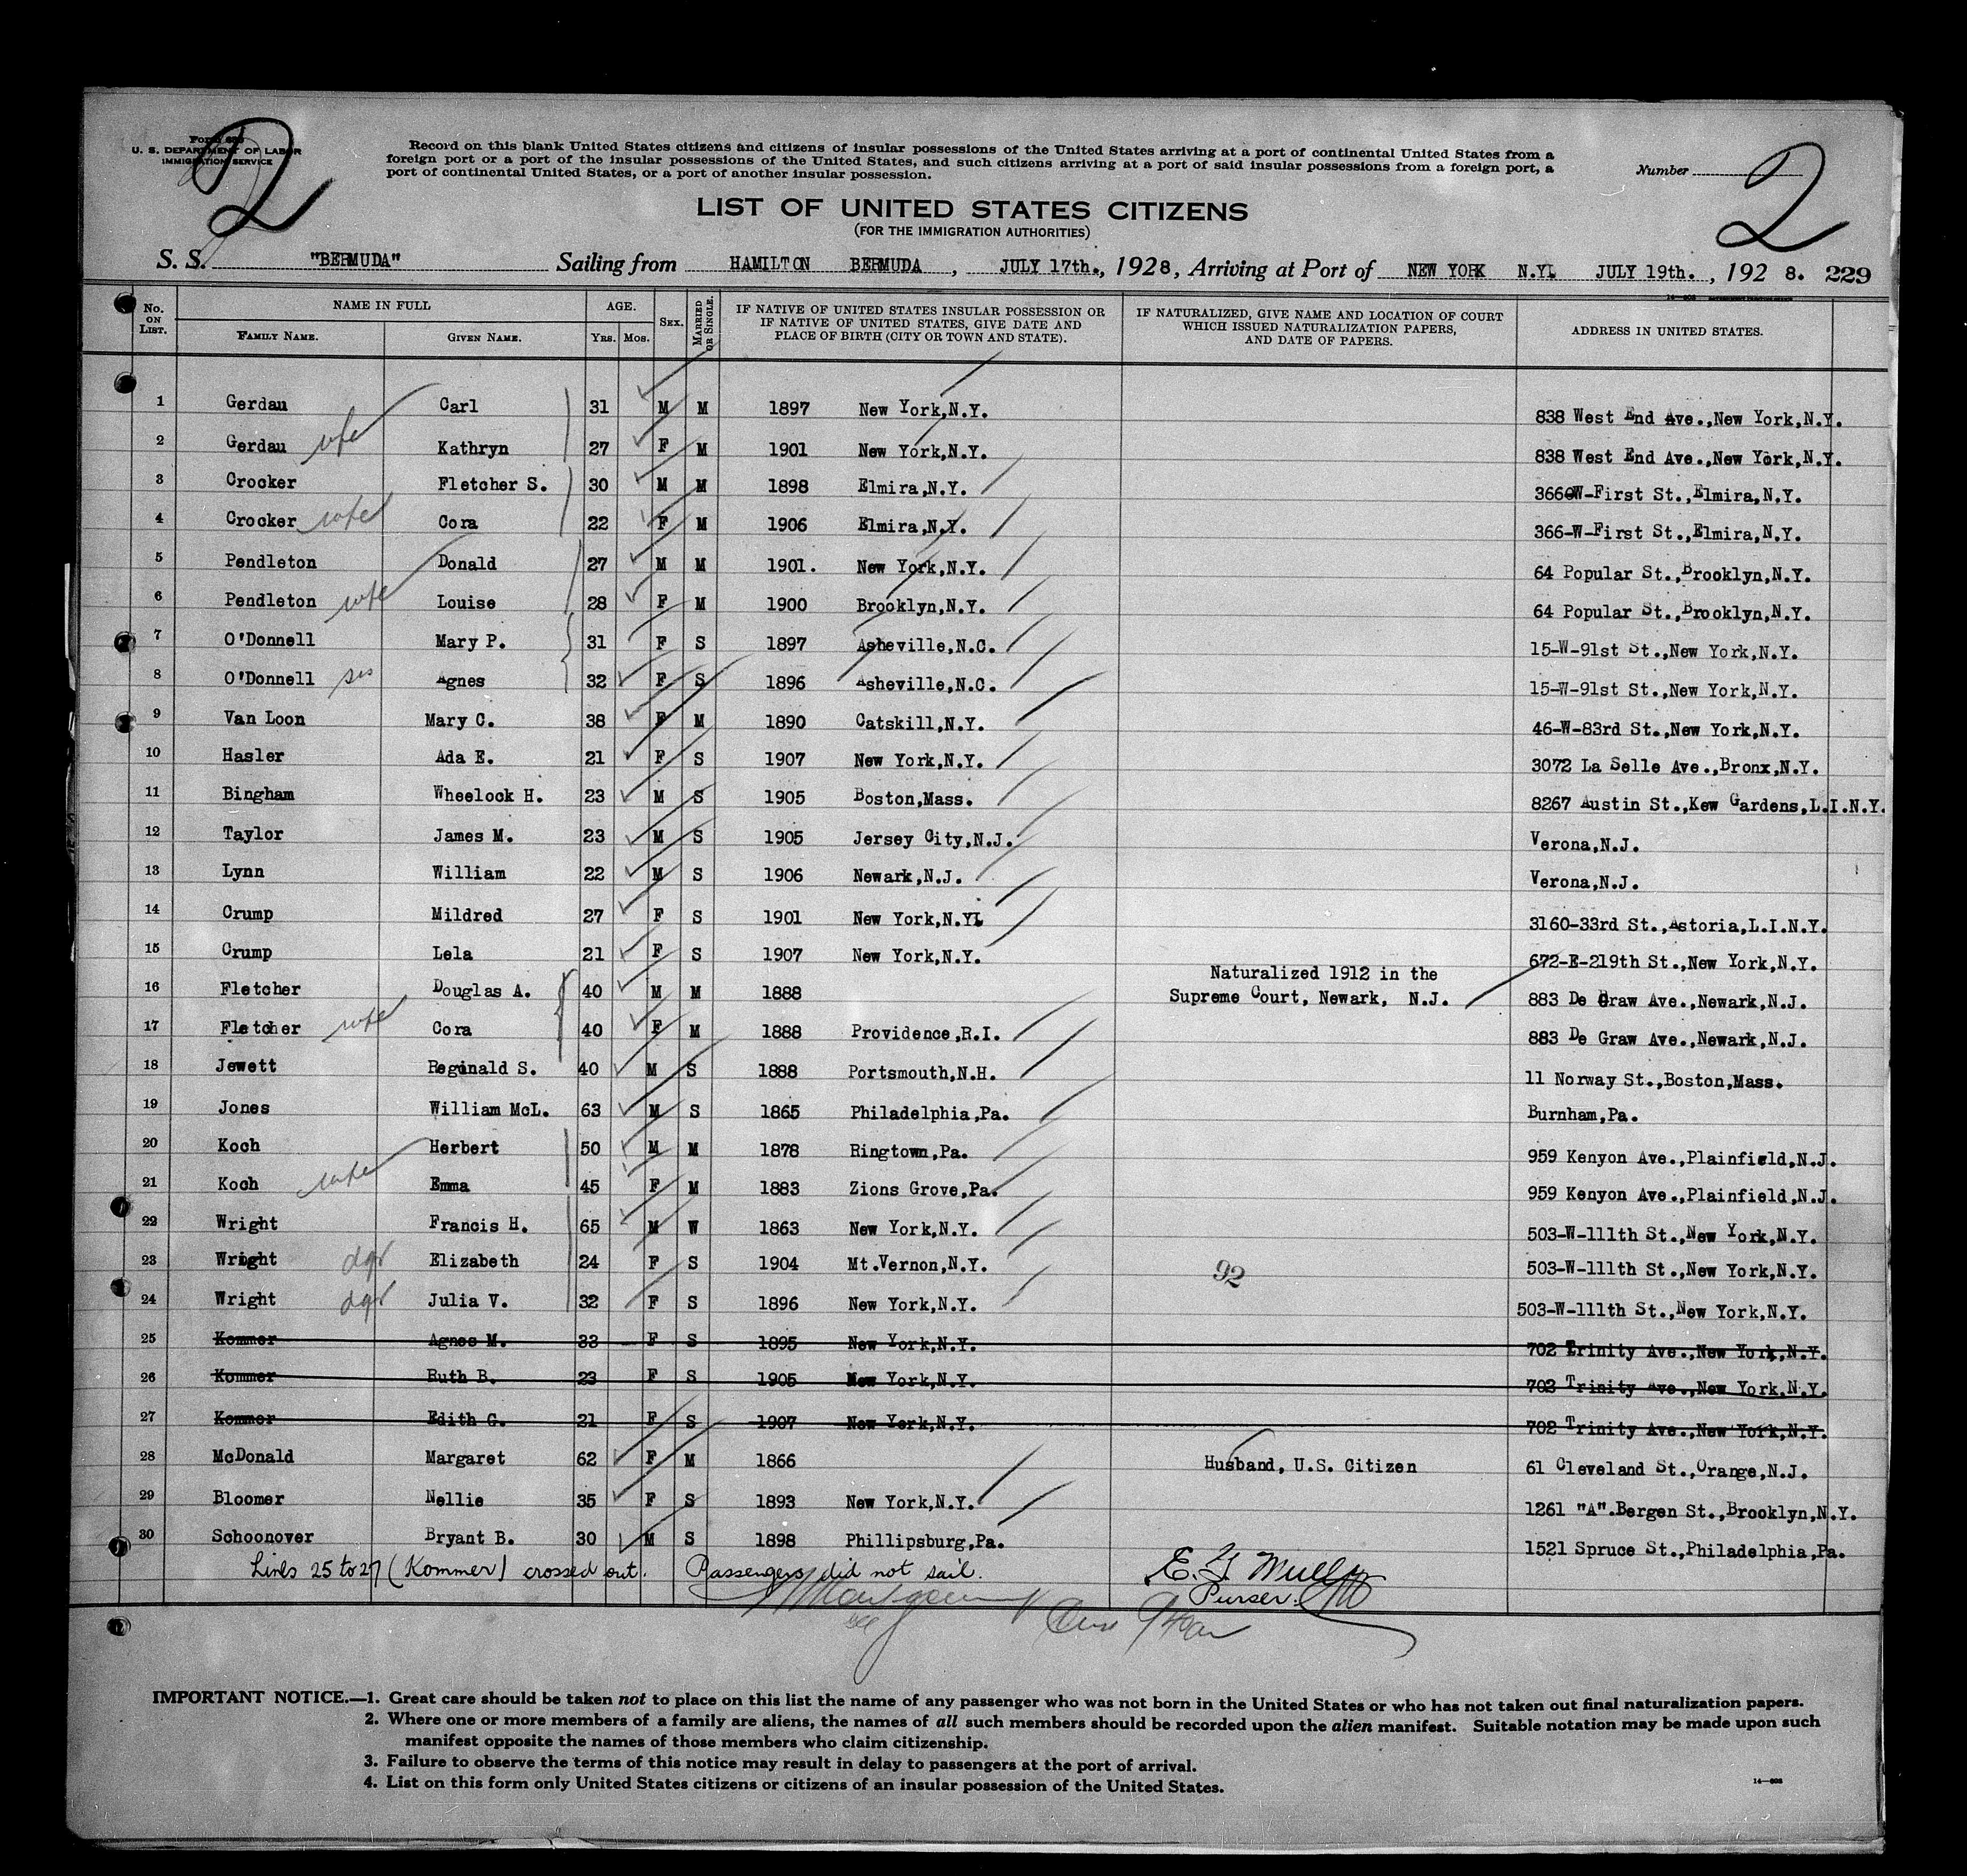 Form 630
U. S. DEPARTMENT OF LABOR
IMMIGRATION SERVICE
2
Record on this blank United States citizens and citizens of insular possessions of the United States arriving at a port of continental United States from a
foreign port or a port of the insular possessions of the United States, and such citizens arriving at a port of said insular possessions from a foreign port, a
port of continental United States, or a port of another insular possession.
Number
2
LIST OF UNITED STATES CITIZENS
(FOR THE IMMIGRATION AUTHORITIES)
S. S. "BERMUDA" Sailing from HAMILTON BERMUDA, JULY 17th., 1928, Arriving at Port of NEW YORK N.Y. JULY 19th., 1928. 229
No. ON LIST. NAME IN FULL FAMILY NAME. GIVEN NAME. AGE. YRS. MOS. SEX. MARRIED OR SINGLE. IF NATIVE OF UNITED STATES INSULAR POSSESSION OR IF NATIVE OF UNITED STATES, GIVE DATE AND PLACE OF BIRTH (CITY OR TOWN AND STATE). IF NATURALIZED, GIVE NAME AND LOCATION OF COURT WHICH ISSUED NATURALIZATION PAPERS, AND DATE OF PAPERS. ADDRESS IN UNITED STATES.
1 Gerdau Carl 31 M M 1897 New York,N.Y. 838 West End Ave.,New York,N.Y.
2 Gerdau wife Kathryn 27 F M 1901 New York,N.Y. 838 West End Ave.,New York,N.Y.
3 Crocker Fletcher S. 30 M M 1898 Elmira,N.Y. 366-W-First St.,Elmira,N.Y.
4 Crocker wife Cora 22 F M 1906 Elmira,N.Y. 366-W-First St.,Elmira,N.Y.
5 Pendleton Donald 27 M M 1901. New York,N.Y. 64 Popular St.,Brooklyn,N.Y.
6 Pendleton wife Louise 28 F M 1900 Brooklyn,N.Y. 64 Popular St.,Brooklyn,N.Y.
7 O'Donnell Mary P. 31 F S 1897 Asheville,N.C. 15-W-91st St.,New York,N.Y.
8 O'Donnell sis Agnes 32 F S 1896 Asheville,N.C. 15-W-91st St.,New York,N.Y.
9 Van Loon Mary C. 38 F M 1890 Catskill,N.Y. 46-W-83rd St.,New York,N.Y.
10 Hasler Ada E. 21 F S 1907 New York,N.Y. 3072 La Selle Ave.,Bronx,N.Y.
11 Bingham Wheelock H. 23 M S 1905 Boston,Mass. 8267 Austin St.,Kew Gardens,L.I.N.Y.
12 Taylor James M. 23 M S 1905 Jersey City,N.J. Verona,N.J.
13 Lynn William 22 M S 1906 Newark,N.J. Verona,N.J.
14 Crump Mildred 27 F S 1901 New York,N.Y. 3160-33rd St.,Astoria,L.I.N.Y.
15 Crump Lela 21 F S 1907 New York,N.Y. 672-E-219th St.,New York,N.Y.
16 Fletcher Douglas A. 40 M M 1888 Naturalized 1912 in the Supreme Court, Newark, N.J. 883 De Graw Ave.,Newark,N.J.
17 Fletcher wife Cora 40 F M 1888 Providence,R.I. 883 De Graw Ave.,Newark,N.J.
18 Jewett Reginald S. 40 M S 1888 Portsmouth,N.H. 11 Norway St.,Boston,Mass.
19 Jones William McL. 63 M S 1865 Philadelphia,Pa. Burnham,Pa.
20 Koch Herbert 50 M M 1878 Ringtown,Pa. 959 Kenyon Ave.,Plainfield,N.J.
21 Koch wife Emma 45 F M 1883 Zions Grove,Pa. 959 Kenyon Ave.,Plainfield,N.J.
22 Wright Francis H. 65 M W 1863 New York,N.Y. 503-W-111th St.,New York,N.Y.
23 Wright dgr Elizabeth 24 F S 1904 Mt.Vernon,N.Y. 92 503-W-111th St.,New York,N.Y.
24 Wright dgr Julia V. 32 F S 1896 New York,N.Y. 503-W-111th St.,New York,N.Y.
25 Kommer Agnes M. 33 F S 1895 New York,N.Y. 702 Trinity Ave.,New York,N.Y.
26 Kommer Ruth B. 23 F S 1905 New York,N.Y. 702 Trinity Ave.,New York,N.Y.
27 Kommer Edith G. 21 F S 1907 New York,N.Y. 702 Trinity Ave.,New York,N.Y.
28 McDonald Margaret 62 F M 1866 Husband, U.S. Citizen 61 Cleveland St.,Orange,N.J.
29 Bloomer Nellie 35 F S 1893 New York,N.Y. 1261 "A".Bergen St.,Brooklyn,N.Y.
30 Schoonover Bryant B. 30 M S 1898 Phillipsburg,Pa. 1521 Spruce St.,Philadelphia,Pa.
Lines 25 to 27 (Kommer) crossed out. Passengers did not sail.
Purser.
IMPORTANT NOTICE.—1. Great care should be taken not to place on this list the name of any passenger who was not born in the United States or who has not taken out final naturalization papers.
2. Where one or more members of a family are aliens, the names of all such members should be recorded upon the alien manifest. Suitable notation may be made upon such
manifest opposite the names of those members who claim citizenship.
3. Failure to observe the terms of this notice may result in delay to passengers at the port of arrival.
4. List on this form only United States citizens or citizens of an insular possession of the United States.